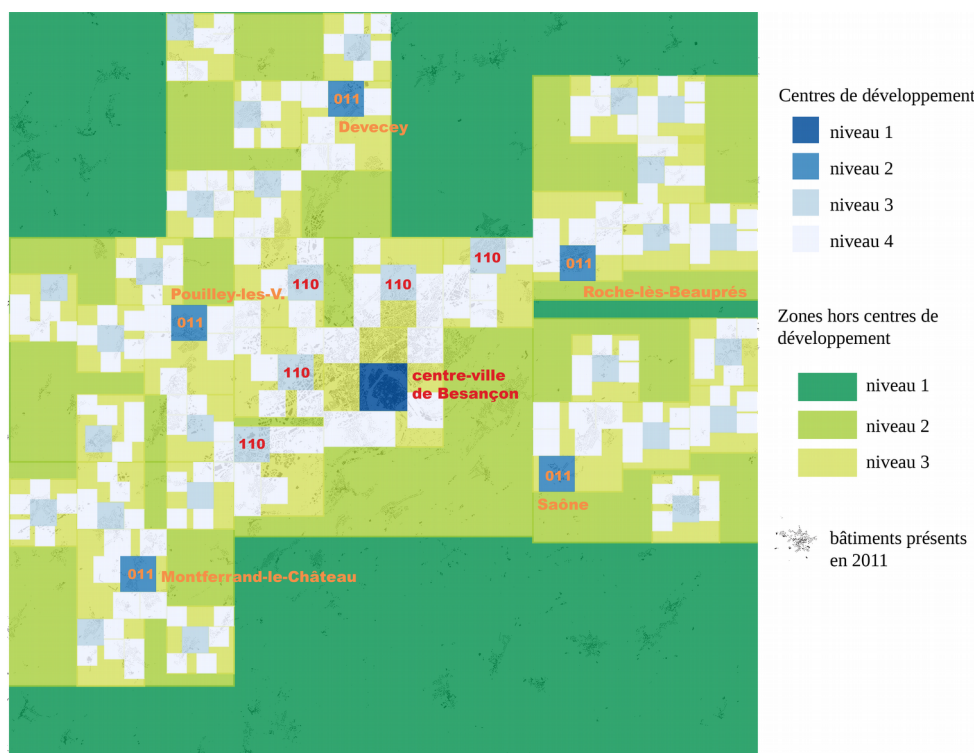 011
Devecey
Centres de développement
niveau 1
niveau 2
niveau 3
niveau 4
110
011
110
110
Pouilley-les-V.
Roche-lès-Beauprés
011
Zones hors centres de
développement
110
centre-ville
de Besançon
niveau 1
niveau 2
110
niveau 3
011
Saône
bâtiments présents
en 2011
011
Montferrand-le-Château